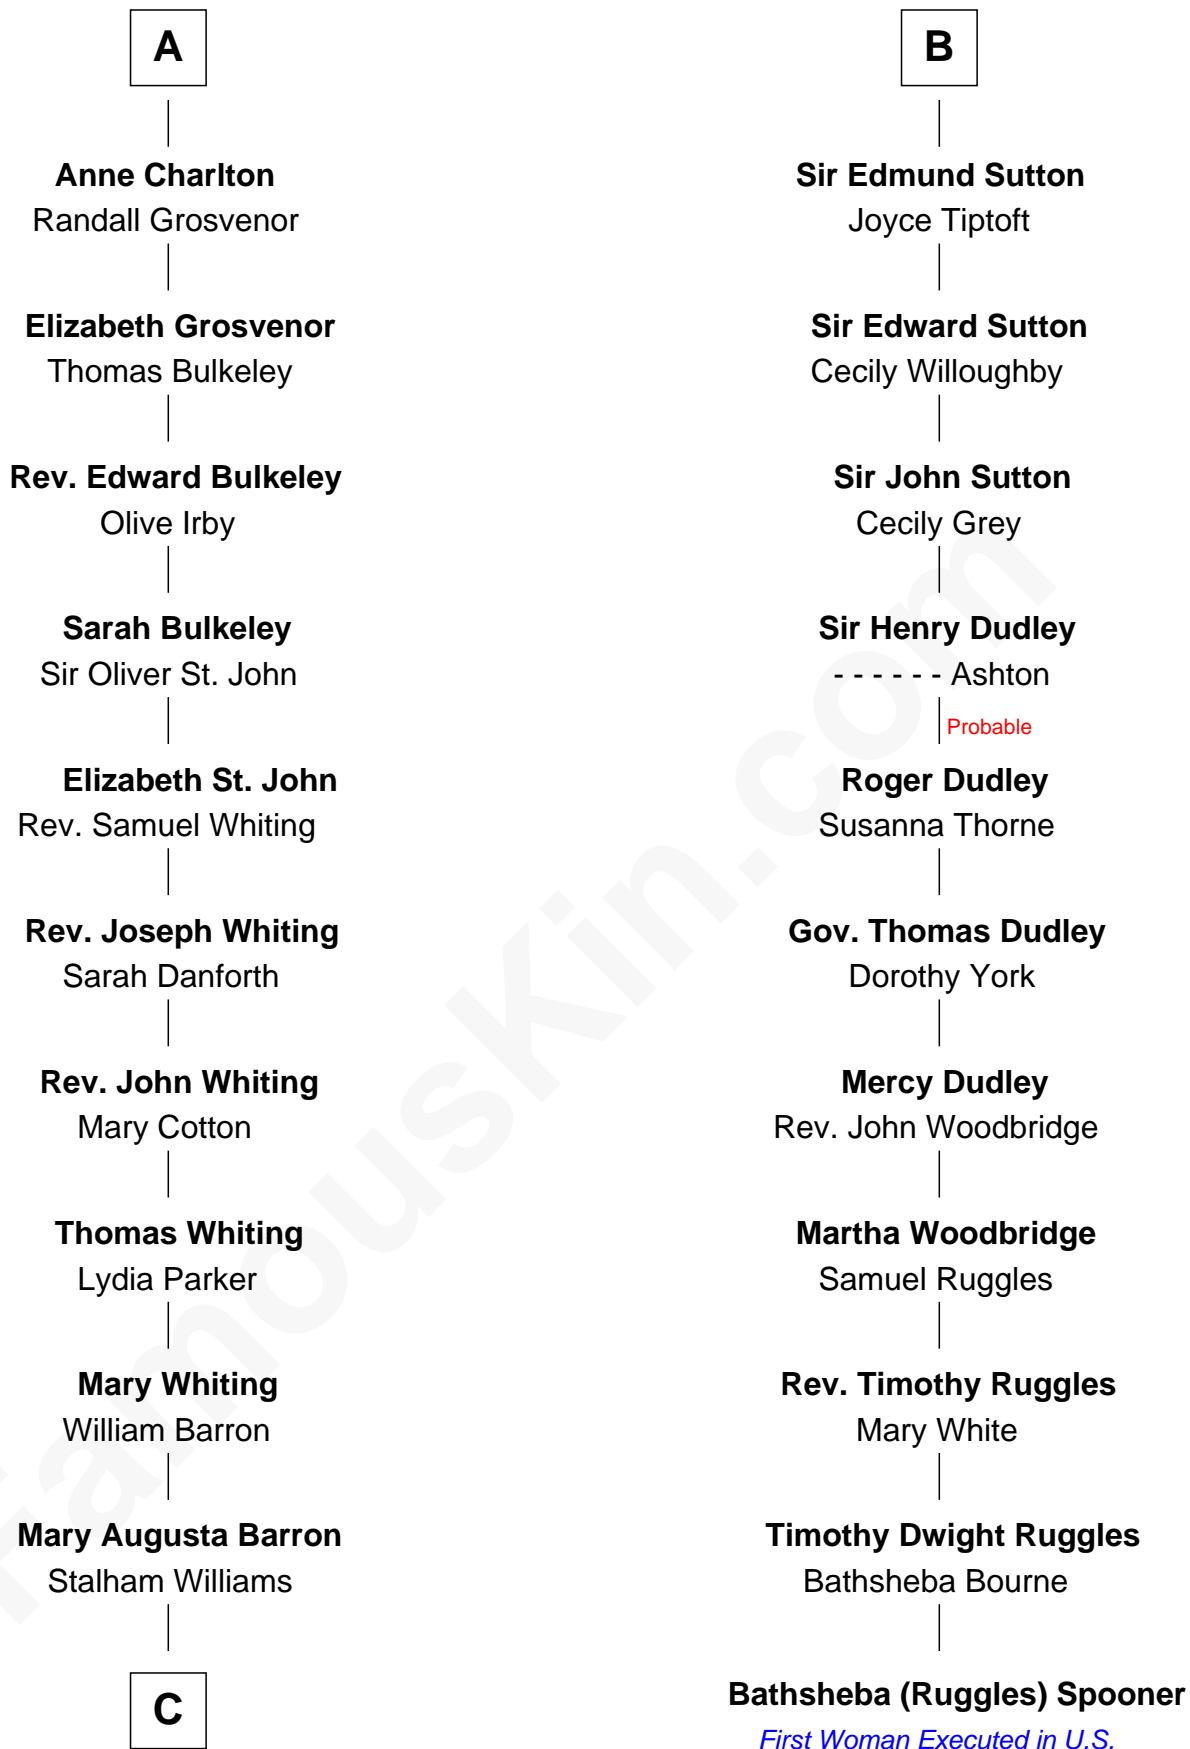 A
Anne Charlton
Randall Grosvenor
Elizabeth Grosvenor
Thomas Bulkeley
Rev. Edward Bulkeley
Olive Irby
Sarah Bulkeley
Sir Oliver St. John
Elizabeth St. John
Rev. Samuel Whiting
Rev. Joseph Whiting
Sarah Danforth
Rev. John Whiting
Mary Cotton
Thomas Whiting
Lydia Parker
Mary Whiting
William Barron
Mary Augusta Barron
Stalham Williams
C
B
Sir Edmund Sutton
Joyce Tiptoft
Sir Edward Sutton
Cecily Willoughby
Sir John Sutton
Cecily Grey
Sir Henry Dudley
- - - - - - Ashton
Probable
Roger Dudley
Susanna Thorne
Gov. Thomas Dudley
Dorothy York
Mercy Dudley
Rev. John Woodbridge
Martha Woodbridge
Samuel Ruggles
Rev. Timothy Ruggles
Mary White
Timothy Dwight Ruggles
Bathsheba Bourne
Bathsheba (Ruggles) Spooner
First Woman Executed in U.S.
FamousKin.com